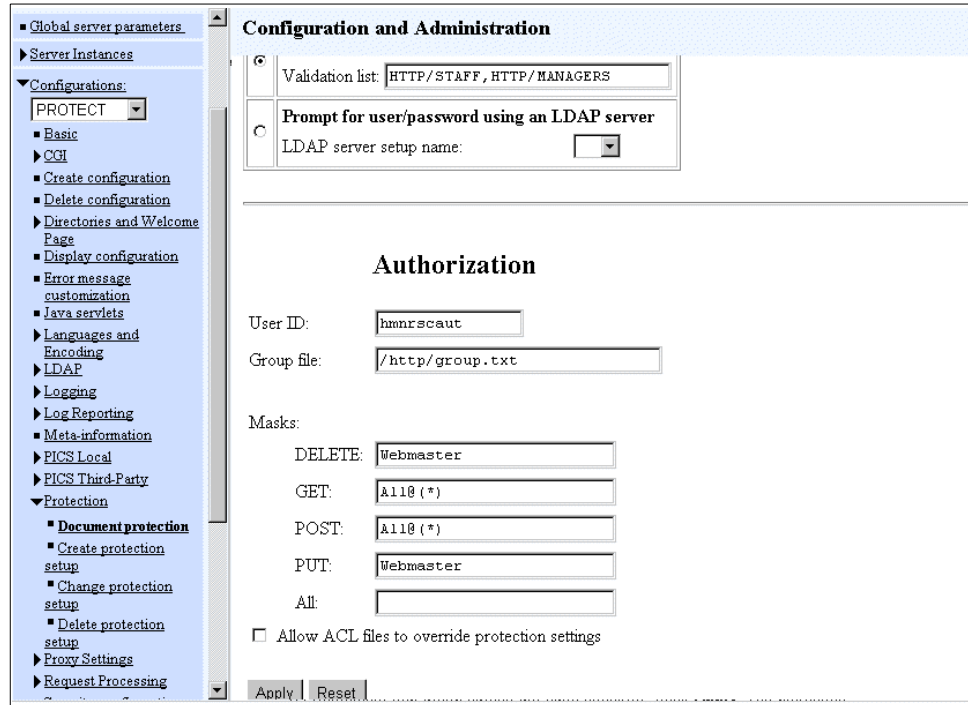 Global server parameters
Server Instances
Configurations:
PROTECT
Basic
CGI
Create configuration
Delete configuration
Directories and Welcome
Page
Display configuration
Error message
customization
Java servlets
Languages and
Encoding
LDAP
Logging
Log Reporting
Meta-information
PICS Local
PICS Third-Party
Protection
Document protection
Create protection
setup
Change protection
setup
Delete protection
setup
Proxy Settings
Request Processing
Configuration and Administration
Validation list: HTTP/STAFF,HTTP/MANAGERS
Prompt for user/password using an LDAP server
LDAP server setup name:
Authorization
User ID: hmnrscaut
Group file: /http/group.txt
Masks:
DELETE: Webmaster
GET: All@(*)
POST: All@(*)
PUT: Webmaster
All:
Allow ACL files to override protection settings
Apply Reset